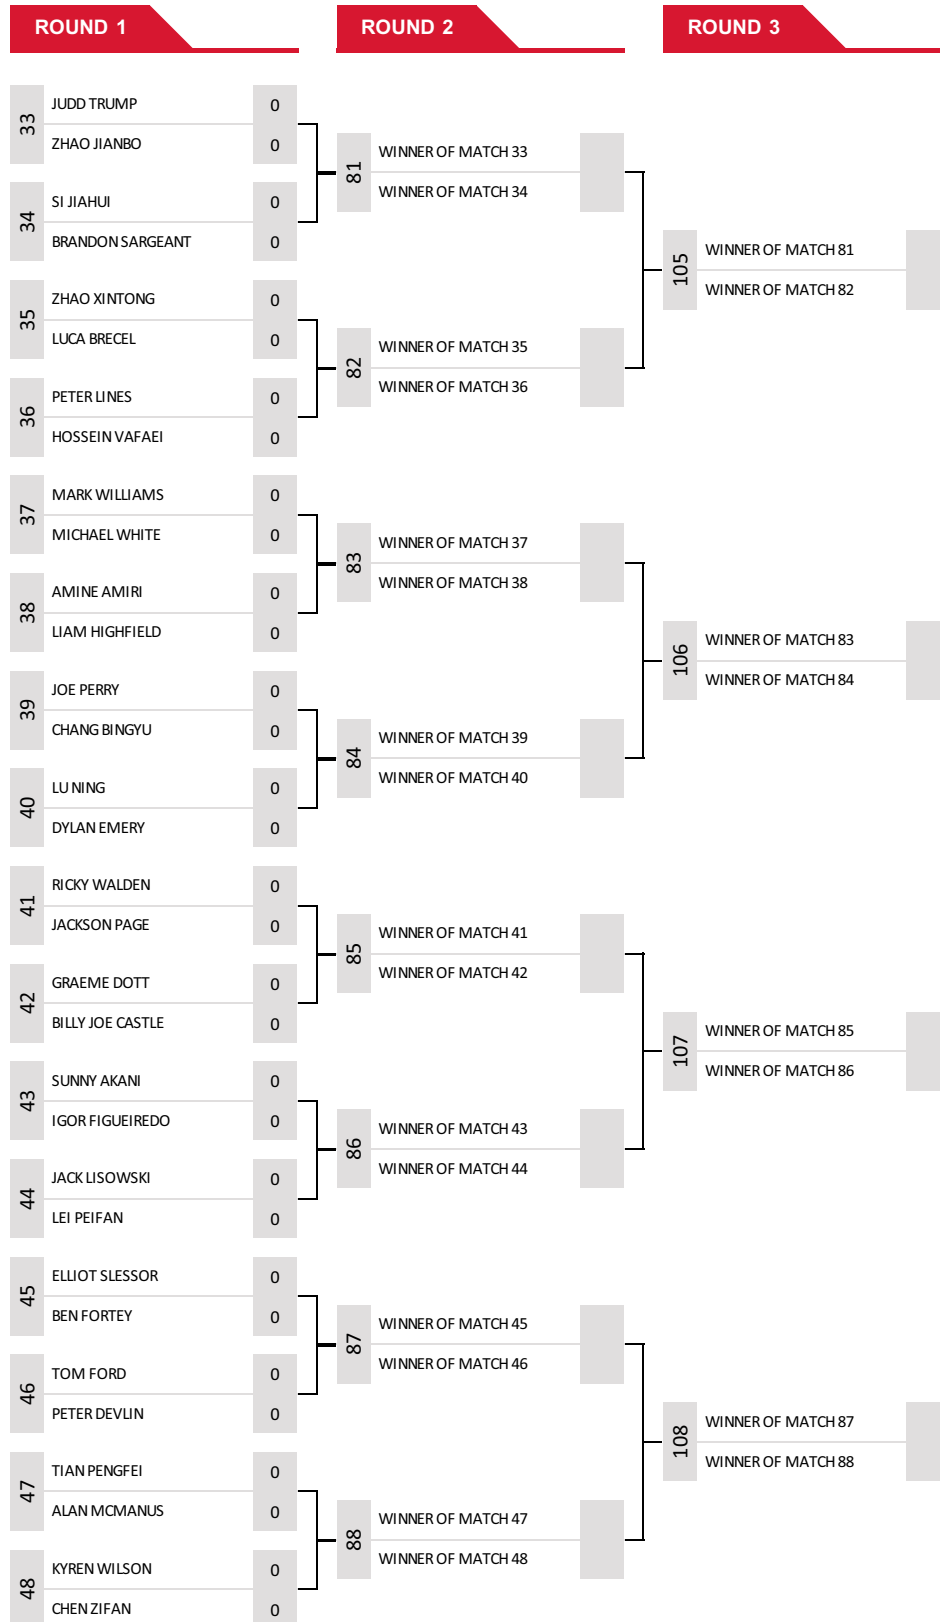 ROUND 1
ROUND 2
ROUND 3
33
JUDD TRUMP 0
ZHAO JIANBO 0
34
SI JIAHUI 0
BRANDON SARGEANT 0
35
ZHAO XINTONG 0
LUCA BRECEL 0
36
PETER LINES 0
HOSSEIN VAFAEI 0
37
MARK WILLIAMS 0
MICHAEL WHITE 0
38
AMINE AMIRI 0
LIAM HIGHFIELD 0
39
JOE PERRY 0
CHANG BINGYU 0
40
LU NING 0
DYLAN EMERY 0
41
RICKY WALDEN 0
JACKSON PAGE 0
42
GRAEME DOTT 0
BILLY JOE CASTLE 0
43
SUNNY AKANI 0
IGOR FIGUEIREDO 0
44
JACK LISOWSKI 0
LEI PEIFAN 0
45
ELLIOT SLESSOR 0
BEN FORTEY 0
46
TOM FORD 0
PETER DEVLIN 0
47
TIAN PENGFEI 0
ALAN MCMANUS 0
48
KYREN WILSON 0
CHEN ZIFAN 0
81
WINNER OF MATCH 33
WINNER OF MATCH 34
82
WINNER OF MATCH 35
WINNER OF MATCH 36
83
WINNER OF MATCH 37
WINNER OF MATCH 38
84
WINNER OF MATCH 39
WINNER OF MATCH 40
85
WINNER OF MATCH 41
WINNER OF MATCH 42
86
WINNER OF MATCH 43
WINNER OF MATCH 44
87
WINNER OF MATCH 45
WINNER OF MATCH 46
88
WINNER OF MATCH 47
WINNER OF MATCH 48
105
WINNER OF MATCH 81
WINNER OF MATCH 82
106
WINNER OF MATCH 83
WINNER OF MATCH 84
107
WINNER OF MATCH 85
WINNER OF MATCH 86
108
WINNER OF MATCH 87
WINNER OF MATCH 88